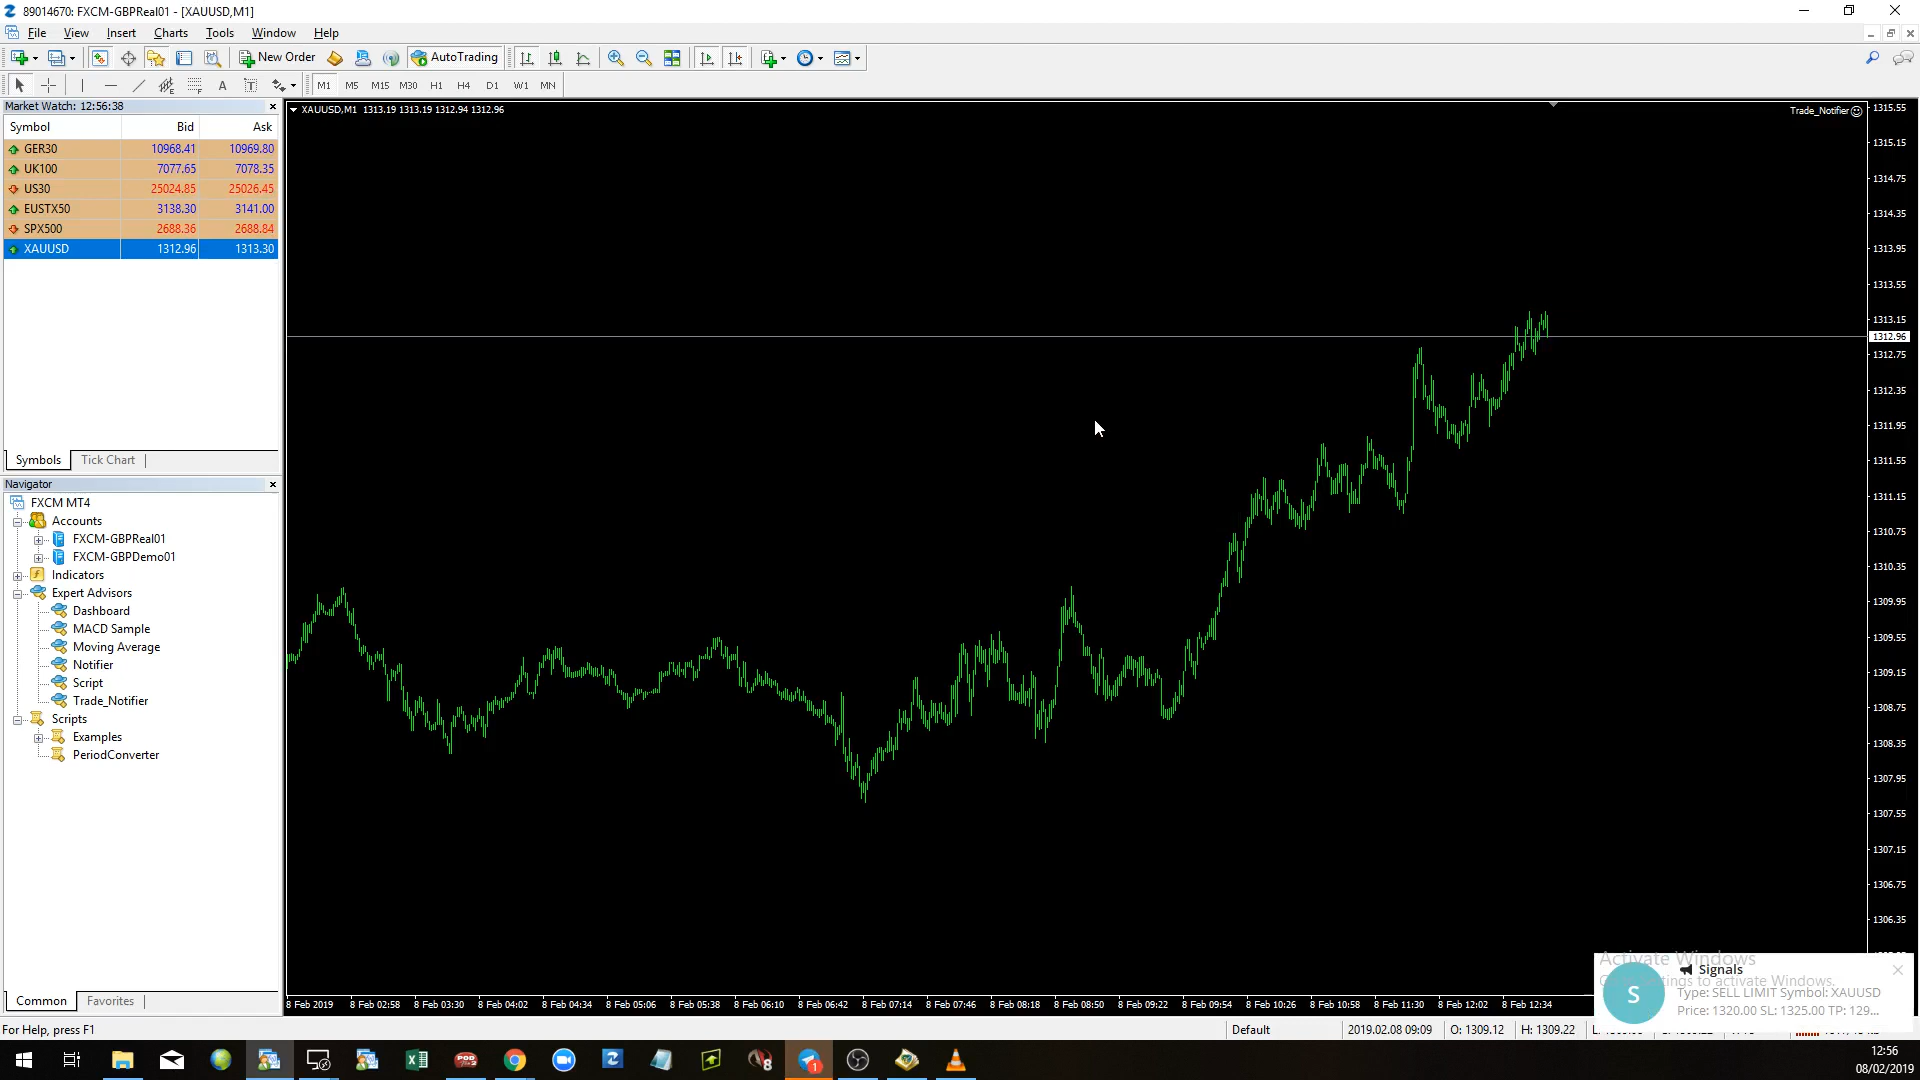 89014670: FXCM-GBPReal01 - [XAUUSD,M1]
File View Insert Charts Tools Window Help
New Order AutoTrading
M1 M5 M15 M30 H1 H4 D1 W1 MN
Market Watch: 12:56:38
Symbol Bid Ask
GER30 10968.41 10969.80
UK100 7077.65 7078.35
US30 25024.85 25026.45
EUSTX50 3138.30 3141.00
SPX500 2688.36 2688.84
XAUUSD 1312.96 1313.30
Symbols Tick Chart
Navigator
FXCM MT4
Accounts
FXCM-GBPReal01
FXCM-GBPDemo01
Indicators
Expert Advisors
Dashboard
MACD Sample
Moving Average
Notifier
Script
Trade_Notifier
Scripts
Examples
PeriodConverter
Common Favorites
XAUUSD,M1 1313.19 1313.19 1312.94 1312.96
Trade_Notifier
1315.55
1315.15
1314.75
1314.35
1313.95
1313.55
1313.15
1312.96
1312.75
1312.35
1311.95
1311.55
1311.15
1310.75
1310.35
1309.95
1309.55
1309.15
1308.75
1308.35
1307.95
1307.55
1307.15
1306.75
1306.35
8 Feb 2019 8 Feb 02:58 8 Feb 03:30 8 Feb 04:02 8 Feb 04:34 8 Feb 05:06 8 Feb 05:38 8 Feb 06:10 8 Feb 06:42 8 Feb 07:14 8 Feb 07:46 8 Feb 08:18 8 Feb 08:50 8 Feb 09:22 8 Feb 09:54 8 Feb 10:26 8 Feb 10:58 8 Feb 11:30 8 Feb 12:02 8 Feb 12:34
Activate Windows
to activate Windows.
S
Signals
Type: SELL LIMIT Symbol: XAUUSD
Price: 1320.00 SL: 1325.00 TP: 129...
For Help, press F1
Default 2019.02.08 09:09 O: 1309.12 H: 1309.22
12:56
08/02/2019